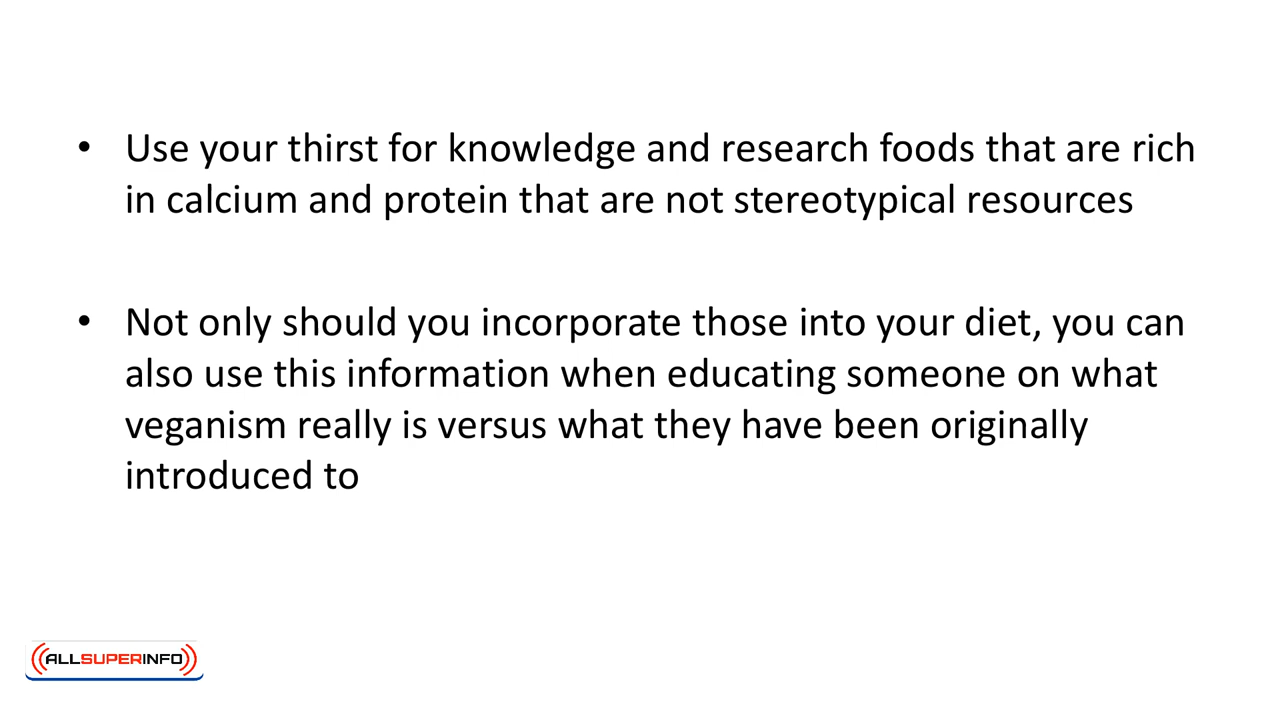 • Use your thirst for knowledge and research foods that are rich
in calcium and protein that are not stereotypical resources
• Not only should you incorporate those into your diet, you can
also use this information when educating someone on what
veganism really is versus what they have been originally
introduced to
ALLSUPERINFO